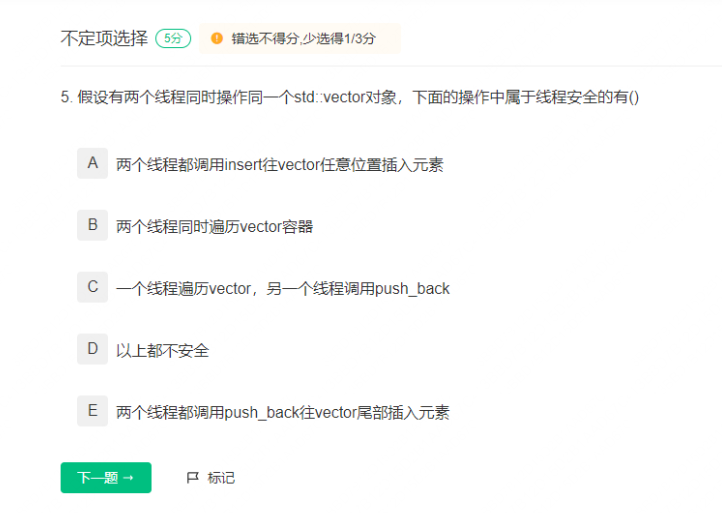 不定项选择 5分 错选不得分,少选得1/3分
5. 假设有两个线程同时操作同一个std::vector对象，下面的操作中属于线程安全的有()
A 两个线程都调用insert往vector任意位置插入元素
B 两个线程同时遍历vector容器
C 一个线程遍历vector，另一个线程调用push_back
D 以上都不安全
E 两个线程都调用push_back往vector尾部插入元素
下一题 → 标记